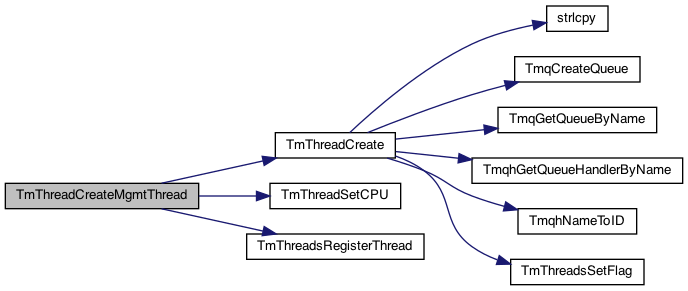 strlcpy
TmqCreateQueue
TmqGetQueueByName
TmThreadCreate
TmqhGetQueueHandlerByName
TmThreadCreateMgmtThread
TmThreadSetCPU
TmqhNameToID
TmThreadsRegisterThread
TmThreadsSetFlag